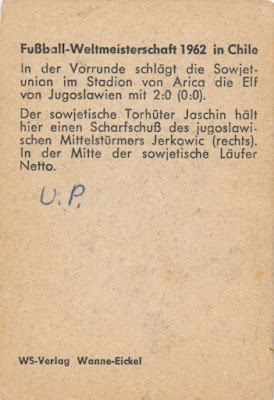 Fußball-Weltmeisterschaft 1962 in Chile
In der Vorrunde schlägt die Sowjet-
union im Stadion von Arica die Elf
von Jugoslawien mit 2:0 (0:0).
Der sowjetische Torhüter Jaschin hält
hier einen Scharfschuß des jugoslawi-
schen Mittelstürmers Jerkowic (rechts).
In der Mitte der sowjetische Läufer
Netto.
U.P.
WS-Verlag Wanne-Eickel